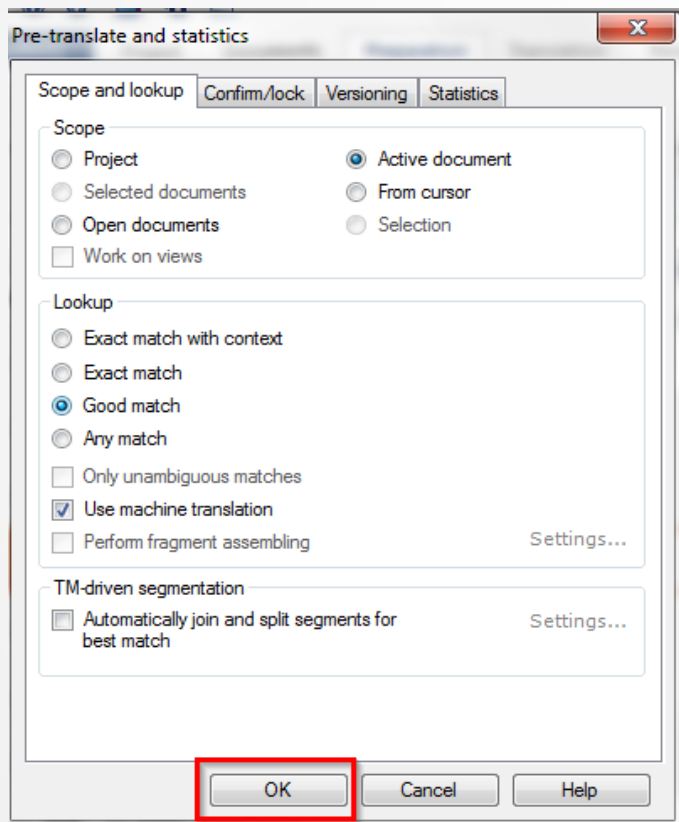 Pre-translate and statistics
Scope and lookup Confirm/lock Versioning Statistics
Scope
Project Active document
Selected documents From cursor
Open documents Selection
Work on views
Lookup
Exact match with context
Exact match
Good match
Any match
Only unambiguous matches
Use machine translation
Perform fragment assembling Settings...
TM-driven segmentation
Automatically join and split segments for Settings...
best match
OK Cancel Help